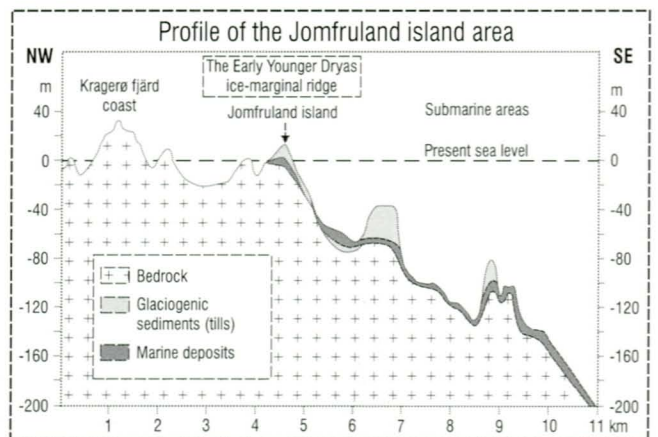 Profile of the Jomfruland island area
NW
SE
The Early Younger Dryas
ice-marginal ridge
m
m
Kragerø fjärd
coast
Jomfruland island
Submarine areas
Present sea level
40
0
-40
-80
-120
-160
-200
40
0
-40
-80
-120
-160
-200
Bedrock
Glaciogenic
sediments (tills)
Marine deposits
1 2 3 4 5 6 7 8 9 10 11 km